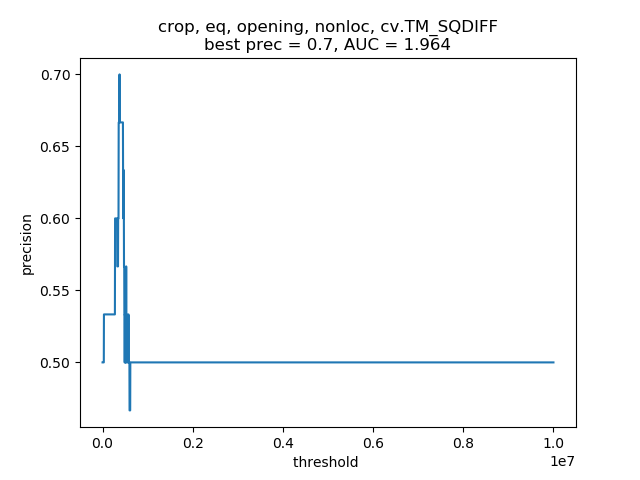 crop, eq, opening, nonloc, cv.TM_SQDIFF
best prec = 0.7, AUC = 1.964
0.70
0.65
0.60
0.55
0.50
precision
0.0 0.2 0.4 0.6 0.8 1.0
1e7
threshold